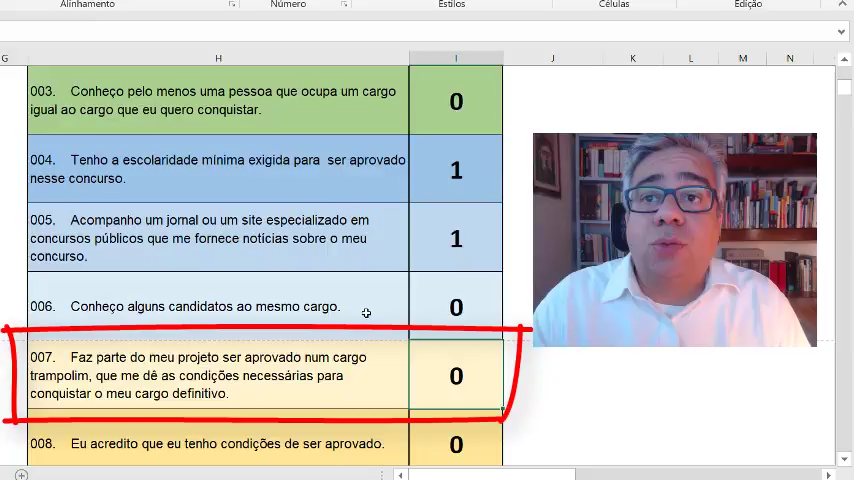 Alinhamento Número Estilos Células Edição
G H I J K L M N
003. Conheço pelo menos uma pessoa que ocupa um cargo
igual ao cargo que eu quero conquistar.
0
004. Tenho a escolaridade mínima exigida para ser aprovado
nesse concurso.
1
005. Acompanho um jornal ou um site especializado em
concursos públicos que me fornece notícias sobre o meu
concurso.
1
006. Conheço alguns candidatos ao mesmo cargo.
0
007. Faz parte do meu projeto ser aprovado num cargo
trampolim, que me dê as condições necessárias para
conquistar o meu cargo definitivo.
0
008. Eu acredito que eu tenho condições de ser aprovado.
0